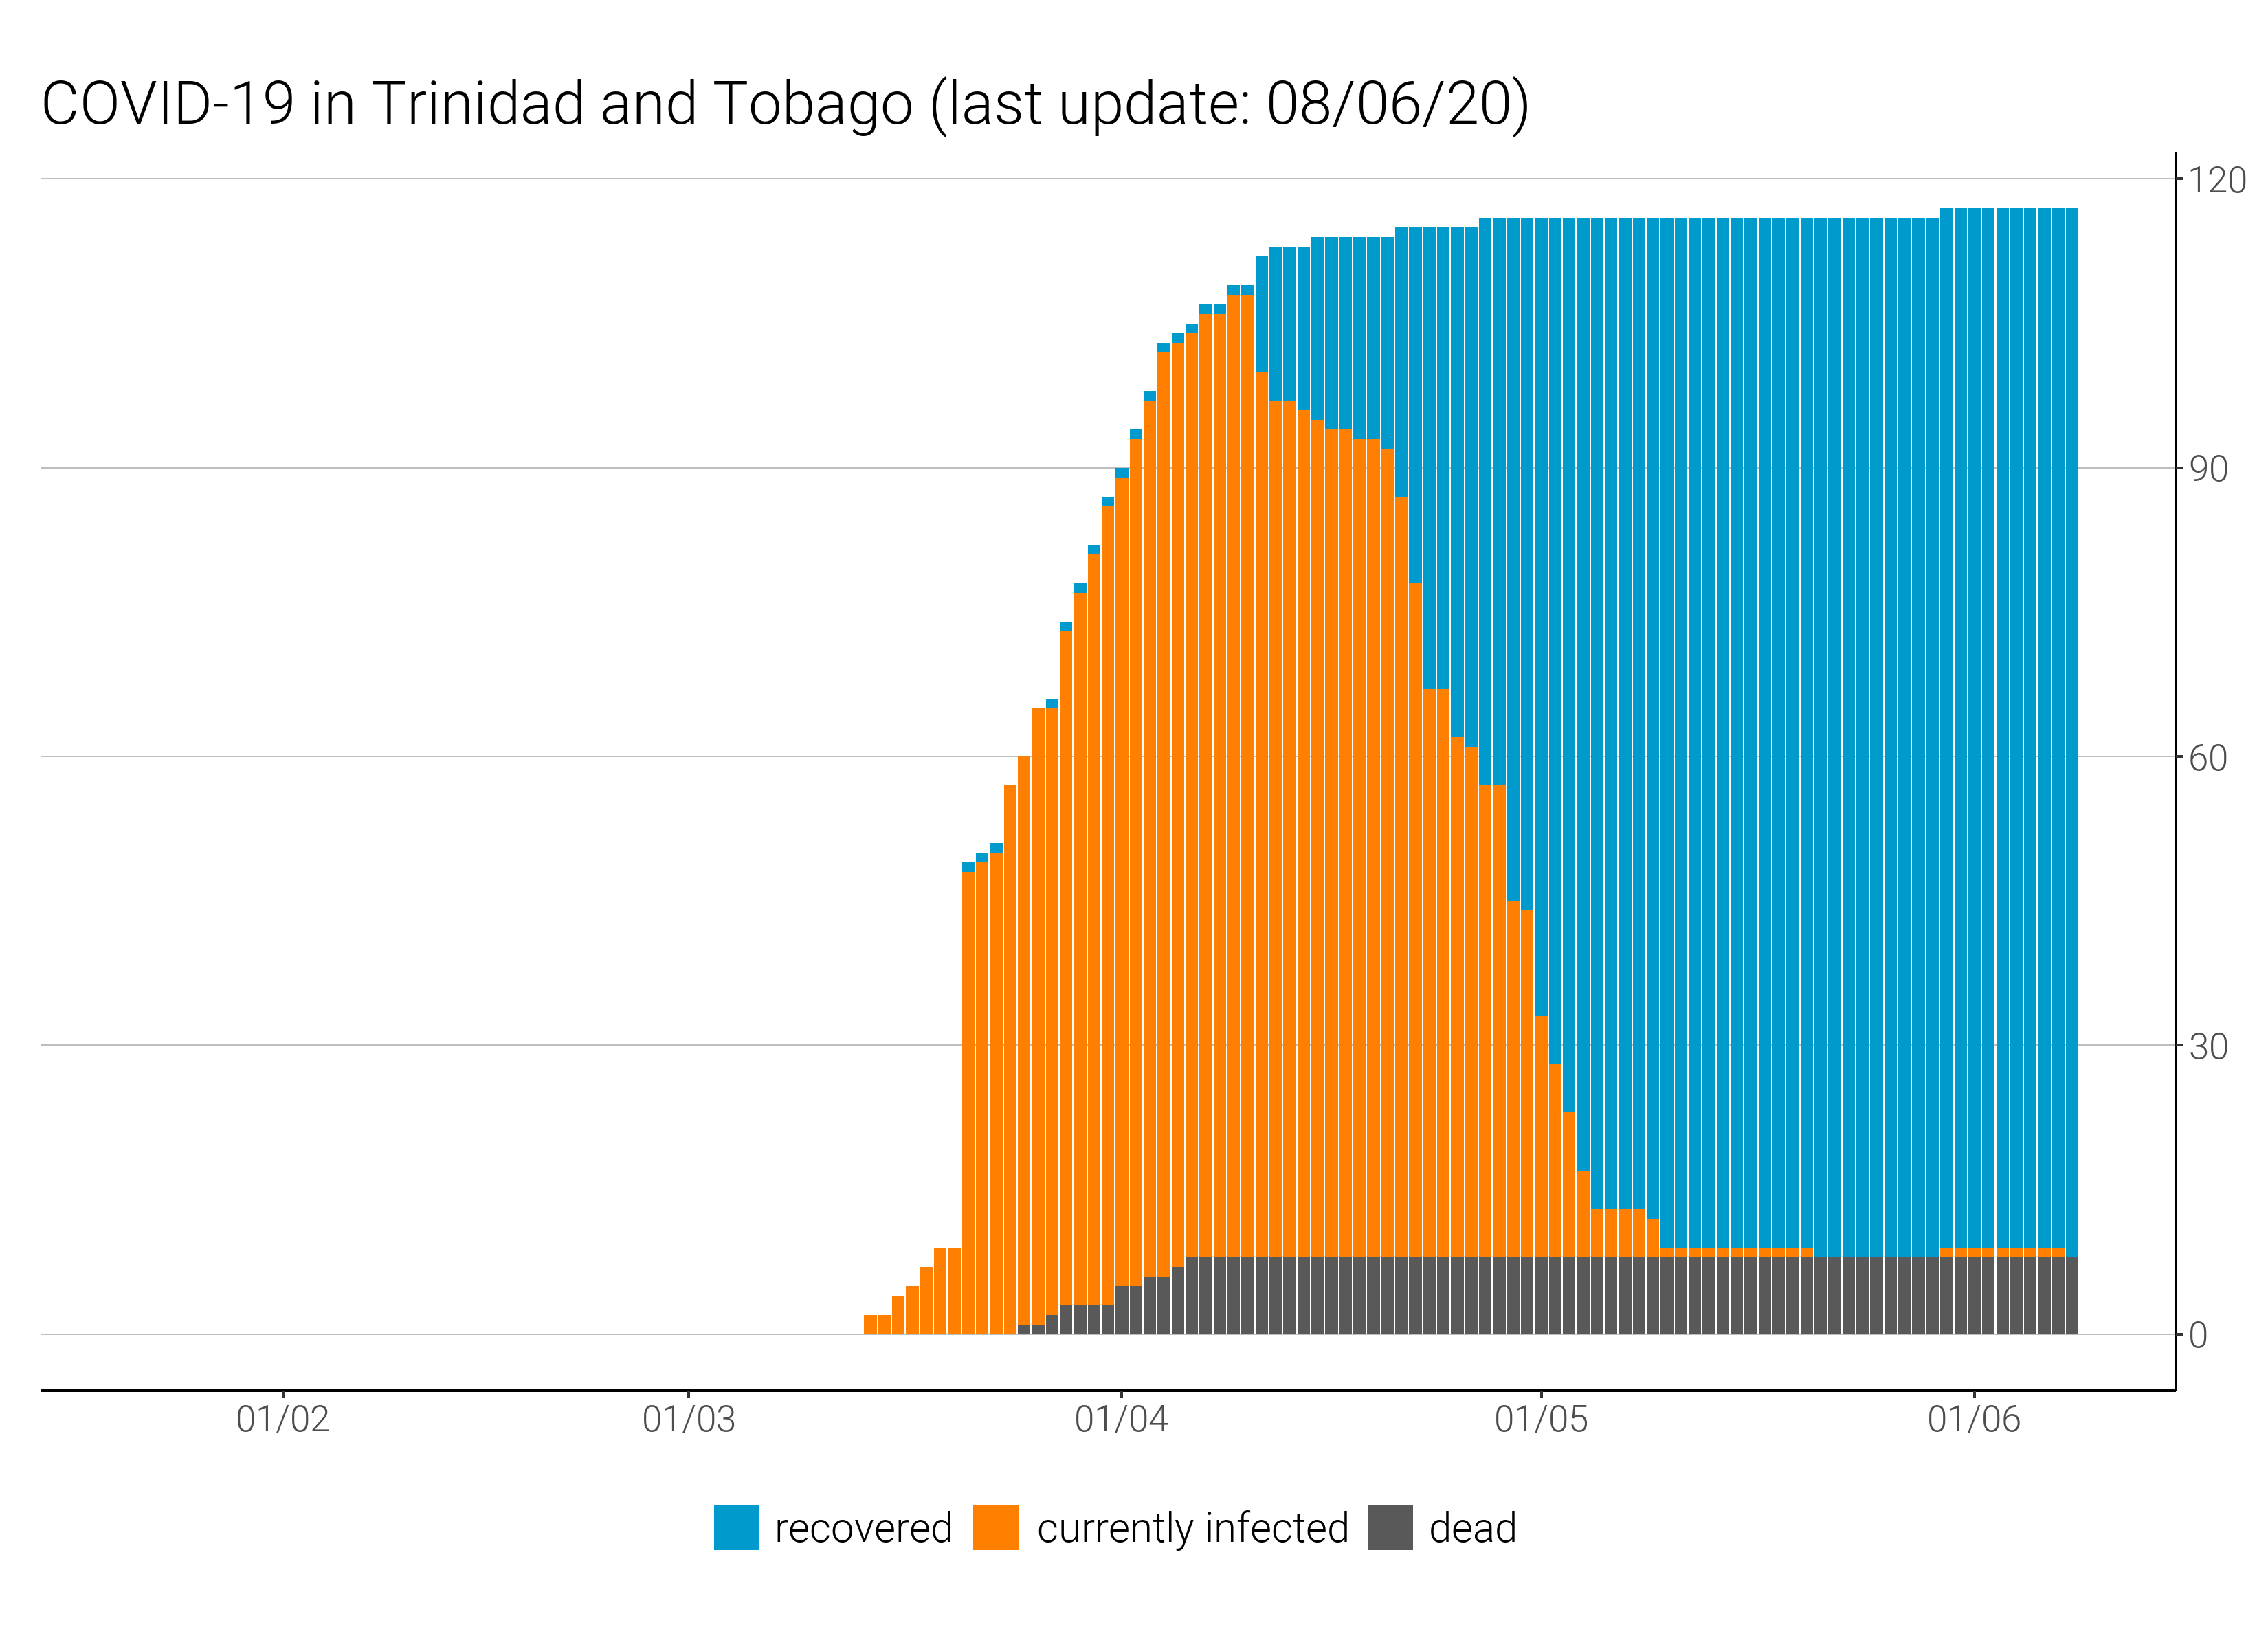 COVID-19 in Trinidad and Tobago (last update: 08/06/20)
120
90
60
30
0
01/02 01/03 01/04 01/05 01/06
recovered currently infected dead